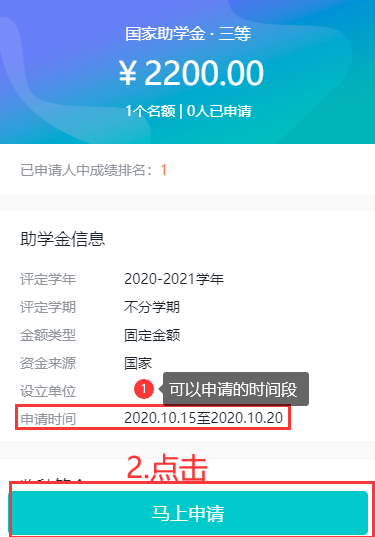 国家助学金 · 三等
¥ 2200.00
1个名额 | 0人已申请
已申请人中成绩排名：1
助学金信息
评定学年 2020-2021学年
评定学期 不分学期
金额类型 固定金额
资金来源 国家
设立单位
1 可以申请的时间段
申请时间 2020.10.15至2020.10.20
2.点击
马上申请